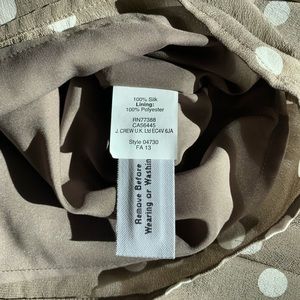 100% Silk
Lining:
100% Polyester
RN77388
CA56445
J. CREW U.K. Ltd EC4V 6JA
Style 04730
FA 13
Remove Before
Wearing or Washing